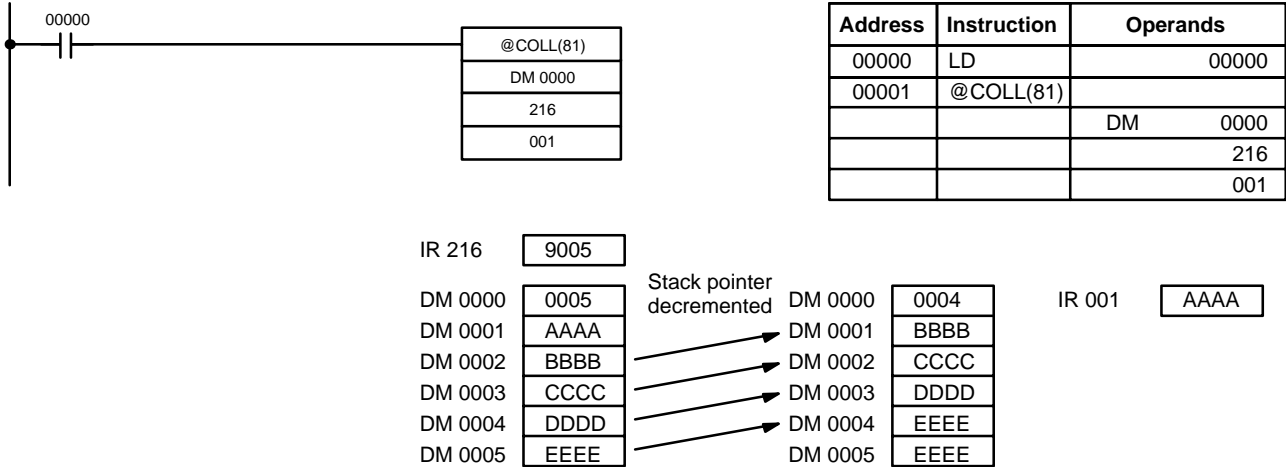 00000
@COLL(81)
DM 0000
216
001
Address Instruction Operands
00000 LD 00000
00001 @COLL(81)
DM 0000
216
001
IR 216 9005
Stack pointer
decremented
DM 0000 0005 DM 0000 0004 IR 001 AAAA
DM 0001 AAAA DM 0001 BBBB
DM 0002 BBBB DM 0002 CCCC
DM 0003 CCCC DM 0003 DDDD
DM 0004 DDDD DM 0004 EEEE
DM 0005 EEEE DM 0005 EEEE